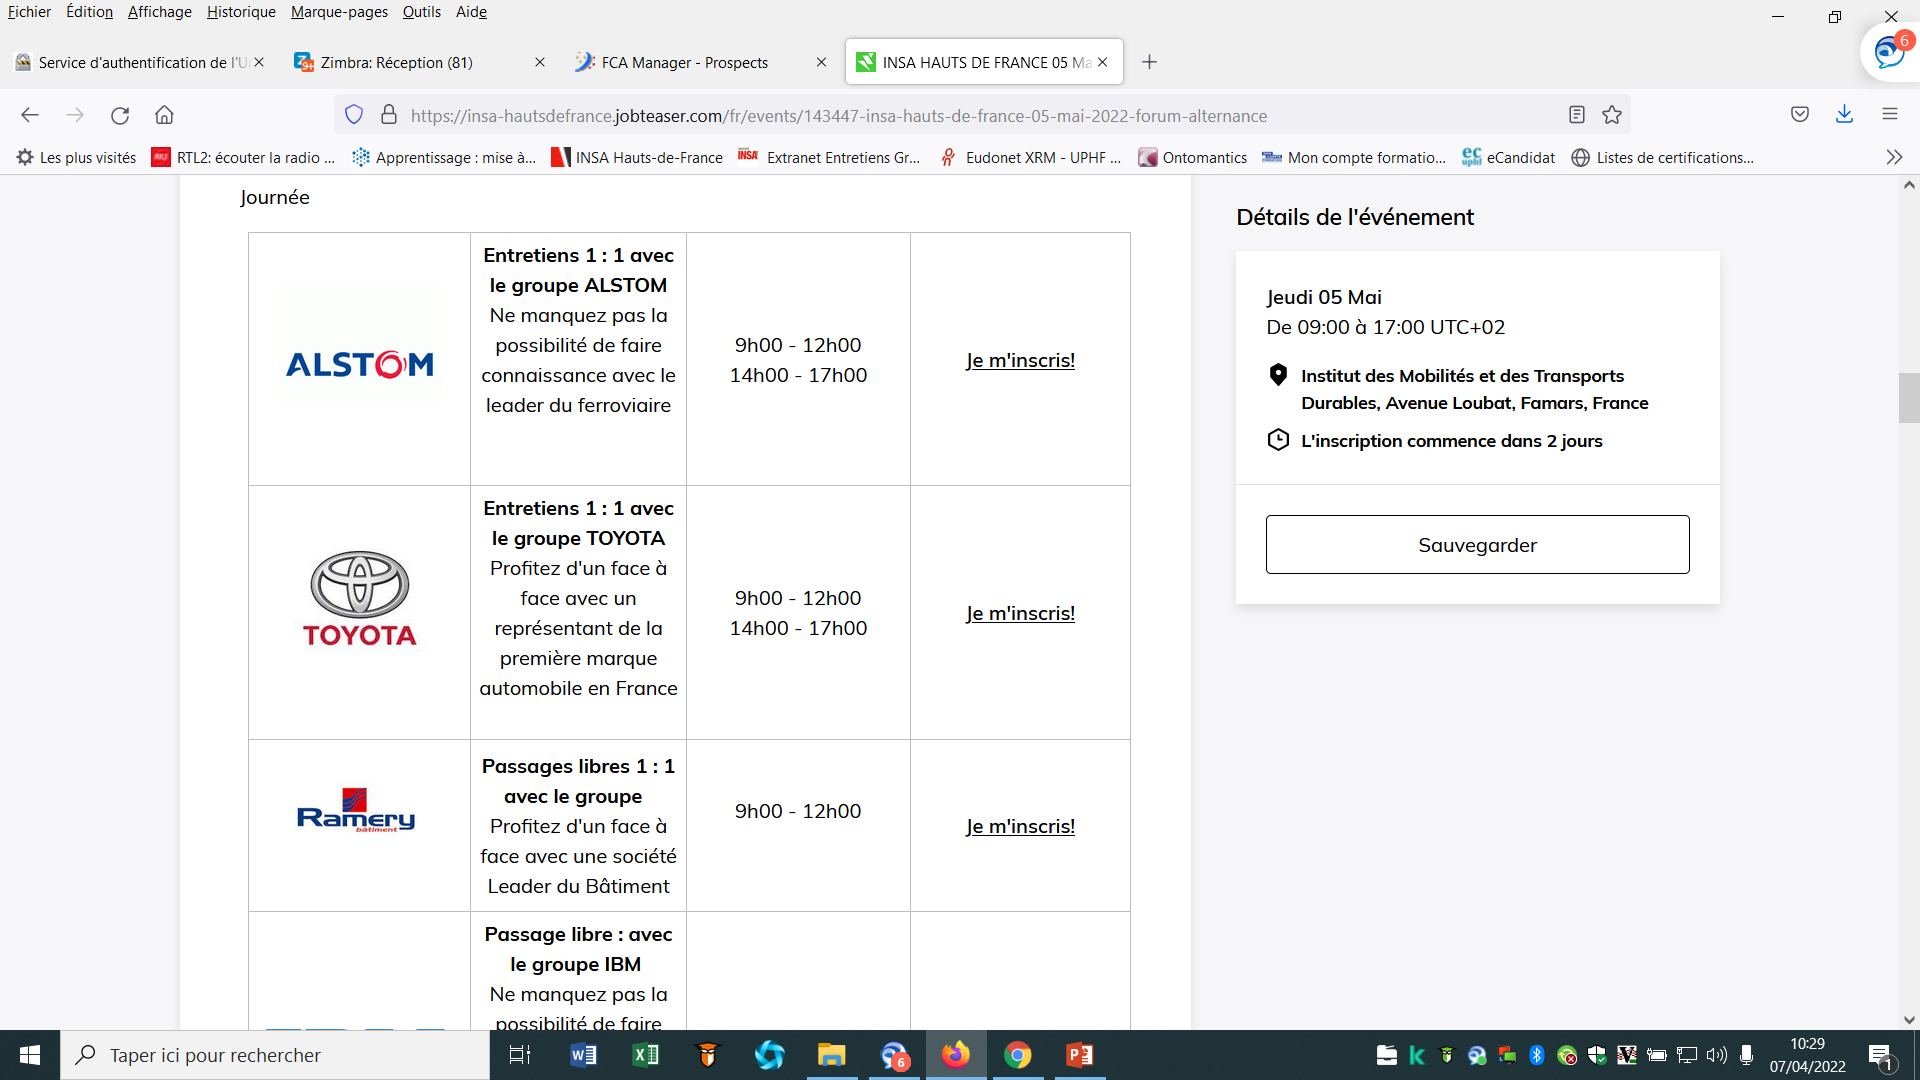 Fichier Édition Affichage Historique Marque-pages Outils Aide
Service d'authentification de l'U
Zimbra: Réception (81)
FCA Manager - Prospects
INSA HAUTS DE FRANCE 05 Ma
6
https://insa-hautsdefrance.jobteaser.com/fr/events/143447-insa-hauts-de-france-05-mai-2022-forum-alternance
Les plus visités
RTL2: écouter la radio ...
Apprentissage : mise à...
INSA Hauts-de-France
INSA
Extranet Entretiens Gr...
Eudonet XRM - UPHF ...
Ontomantics
Mon compte formatio...
ec uphf
eCandidat
Listes de certifications...
Journée
ALSTOM
Entretiens 1 : 1 avec
le groupe ALSTOM
Ne manquez pas la
possibilité de faire
connaissance avec le
leader du ferroviaire
9h00 - 12h00
14h00 - 17h00
Je m'inscris!
TOYOTA
Entretiens 1 : 1 avec
le groupe TOYOTA
Profitez d'un face à
face avec un
représentant de la
première marque
automobile en France
9h00 - 12h00
14h00 - 17h00
Je m'inscris!
Ramery
bâtiment
Passages libres 1 : 1
avec le groupe
Profitez d'un face à
face avec une société
Leader du Bâtiment
9h00 - 12h00
Je m'inscris!
Passage libre : avec
le groupe IBM
Ne manquez pas la
possibilité de faire
Détails de l'événement
Jeudi 05 Mai
De 09:00 à 17:00 UTC+02
Institut des Mobilités et des Transports
Durables, Avenue Loubat, Famars, France
L'inscription commence dans 2 jours
Sauvegarder
Taper ici pour rechercher
6
10:29
07/04/2022
1